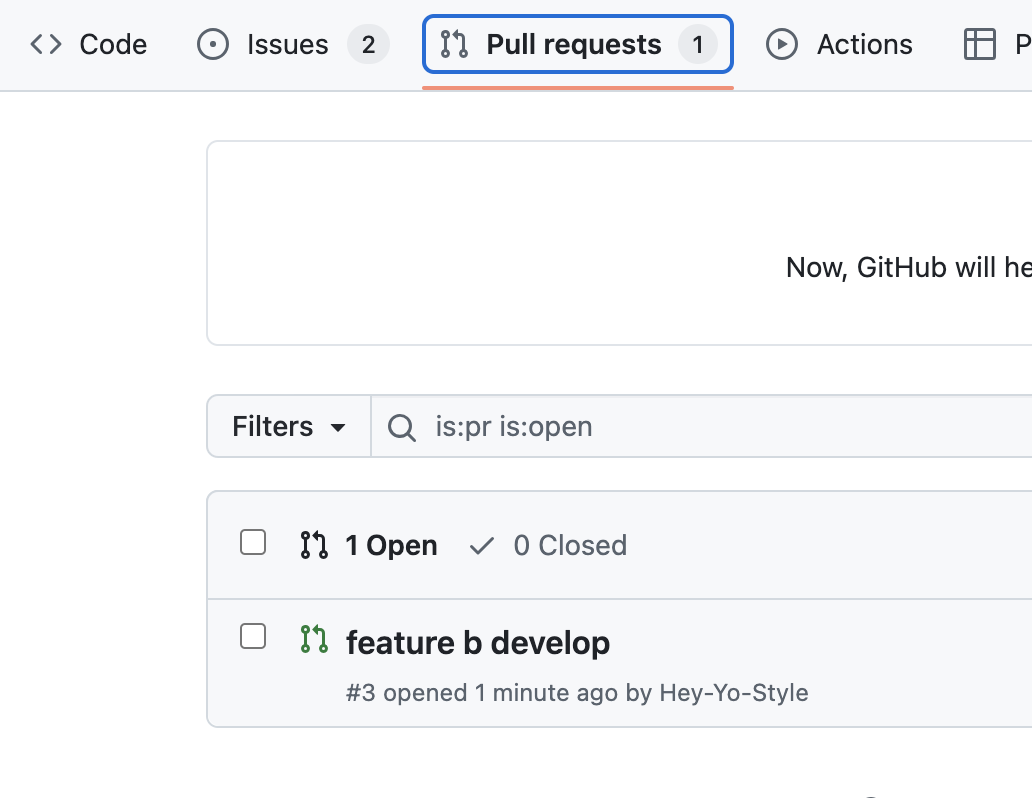 Code Issues 2 Pull requests 1 Actions P
Now, GitHub will he
Filters is:pr is:open
1 Open 0 Closed
feature b develop
#3 opened 1 minute ago by Hey-Yo-Style